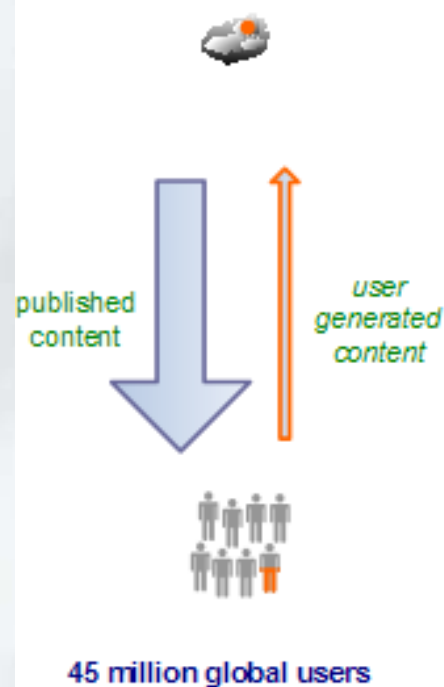 published
content
user
generated
content
45 million global users